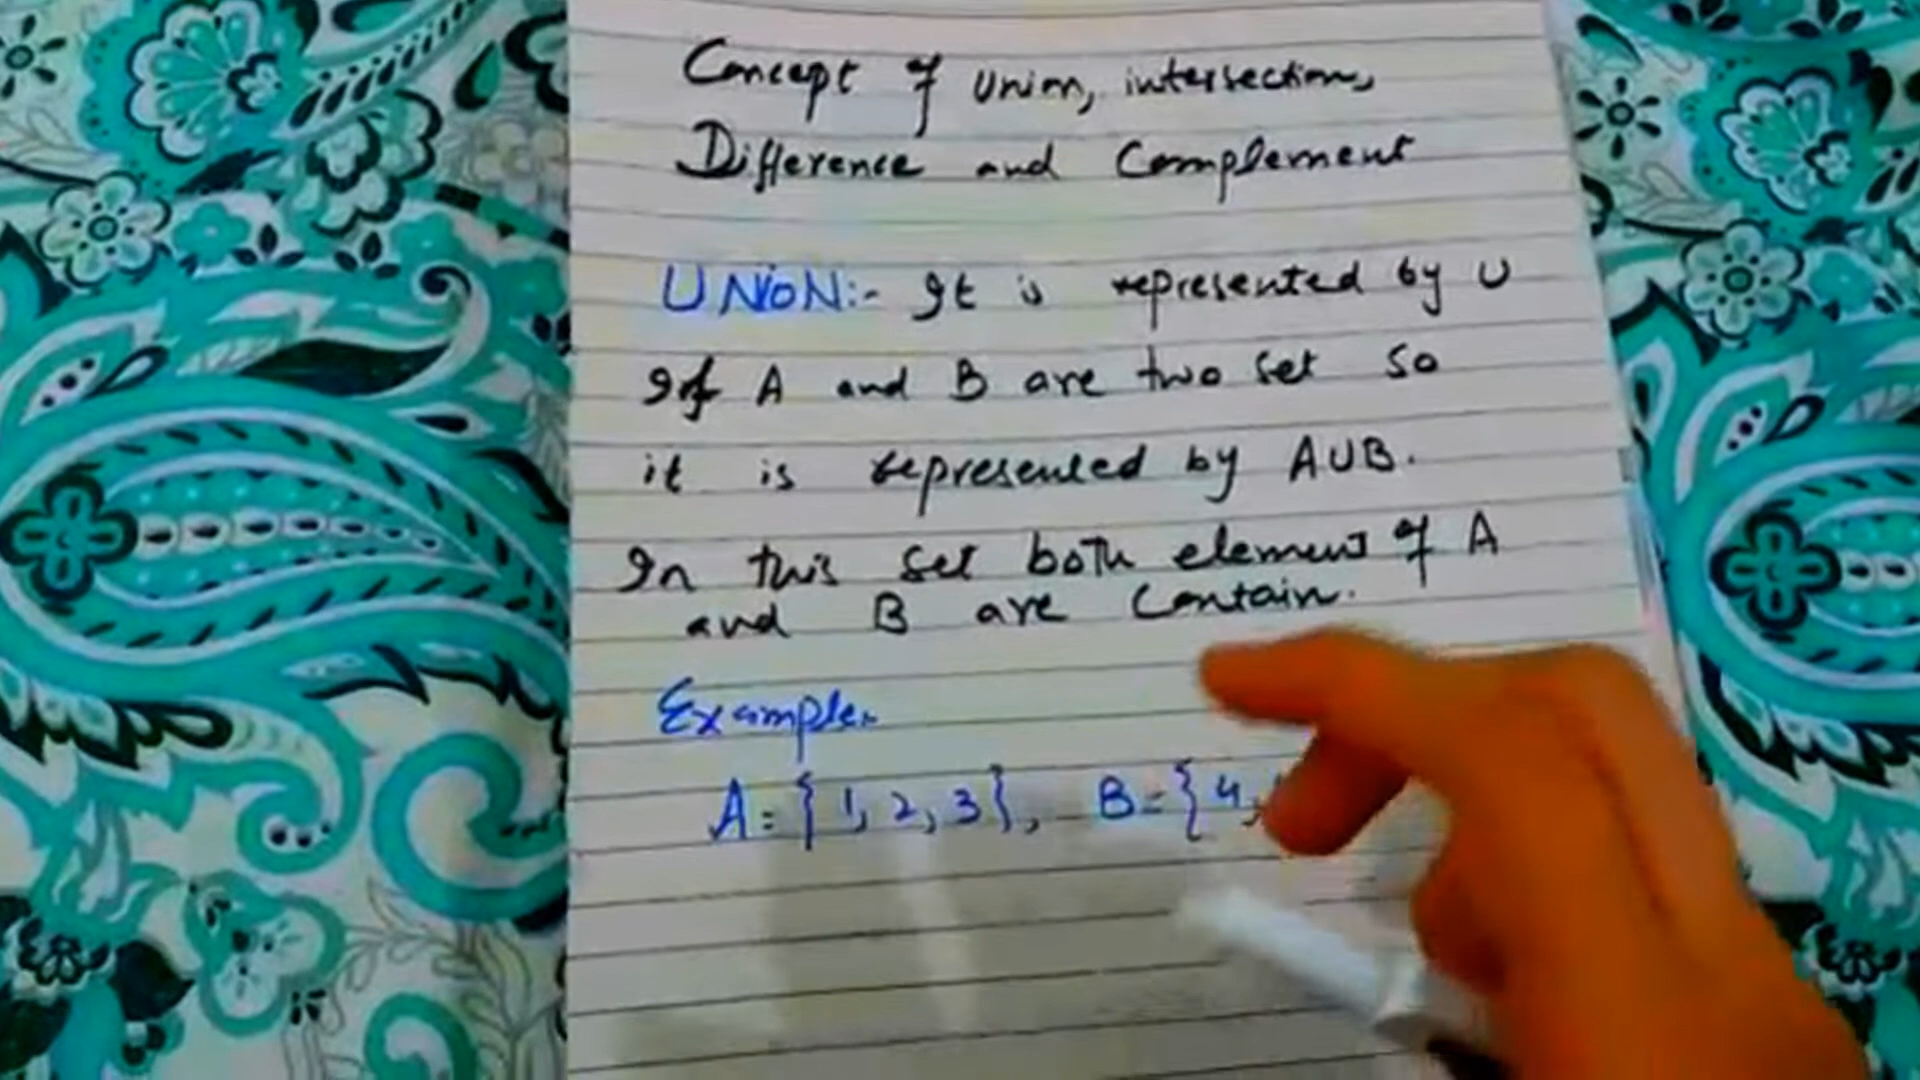 Concept of Union, intersection,
Difference and Complement
UNION:- It is represented by U
If A and B are two set so
it is represented by AUB.
In this set both element of A
and B are Contain.
Example:-
A = {1, 2, 3}, B = {4,